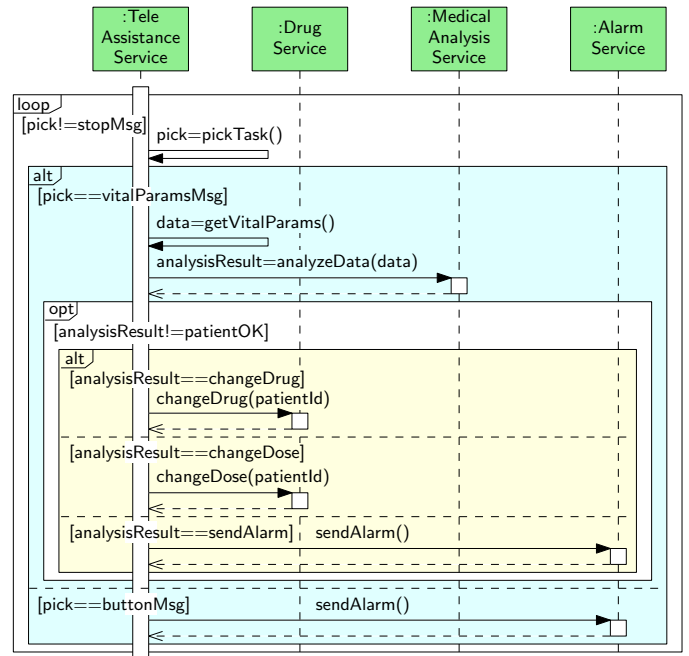 :Tele
Assistance
Service
:Drug
Service
:Medical
Analysis
Service
:Alarm
Service
loop
[pick!=stopMsg]
pick=pickTask()
alt
[pick==vitalParamsMsg]
data=getVitalParams()
analysisResult=analyzeData(data)
opt
[analysisResult!=patientOK]
alt
[analysisResult==changeDrug]
changeDrug(patientId)
[analysisResult==changeDose]
changeDose(patientId)
[analysisResult==sendAlarm] sendAlarm()
[pick==buttonMsg] sendAlarm()